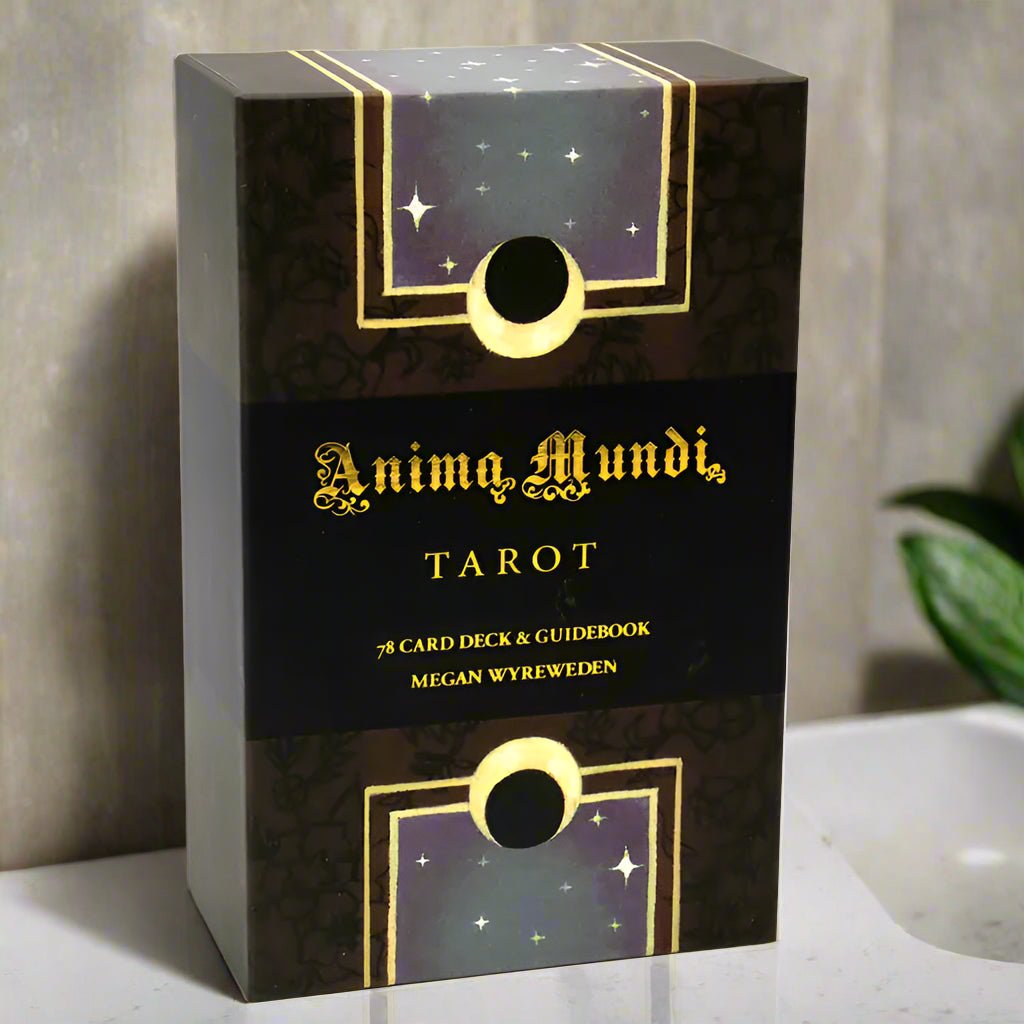 Anima Mundi
TAROT
78 CARD DECK & GUIDEBOOK
MEGAN WYREWEDEN